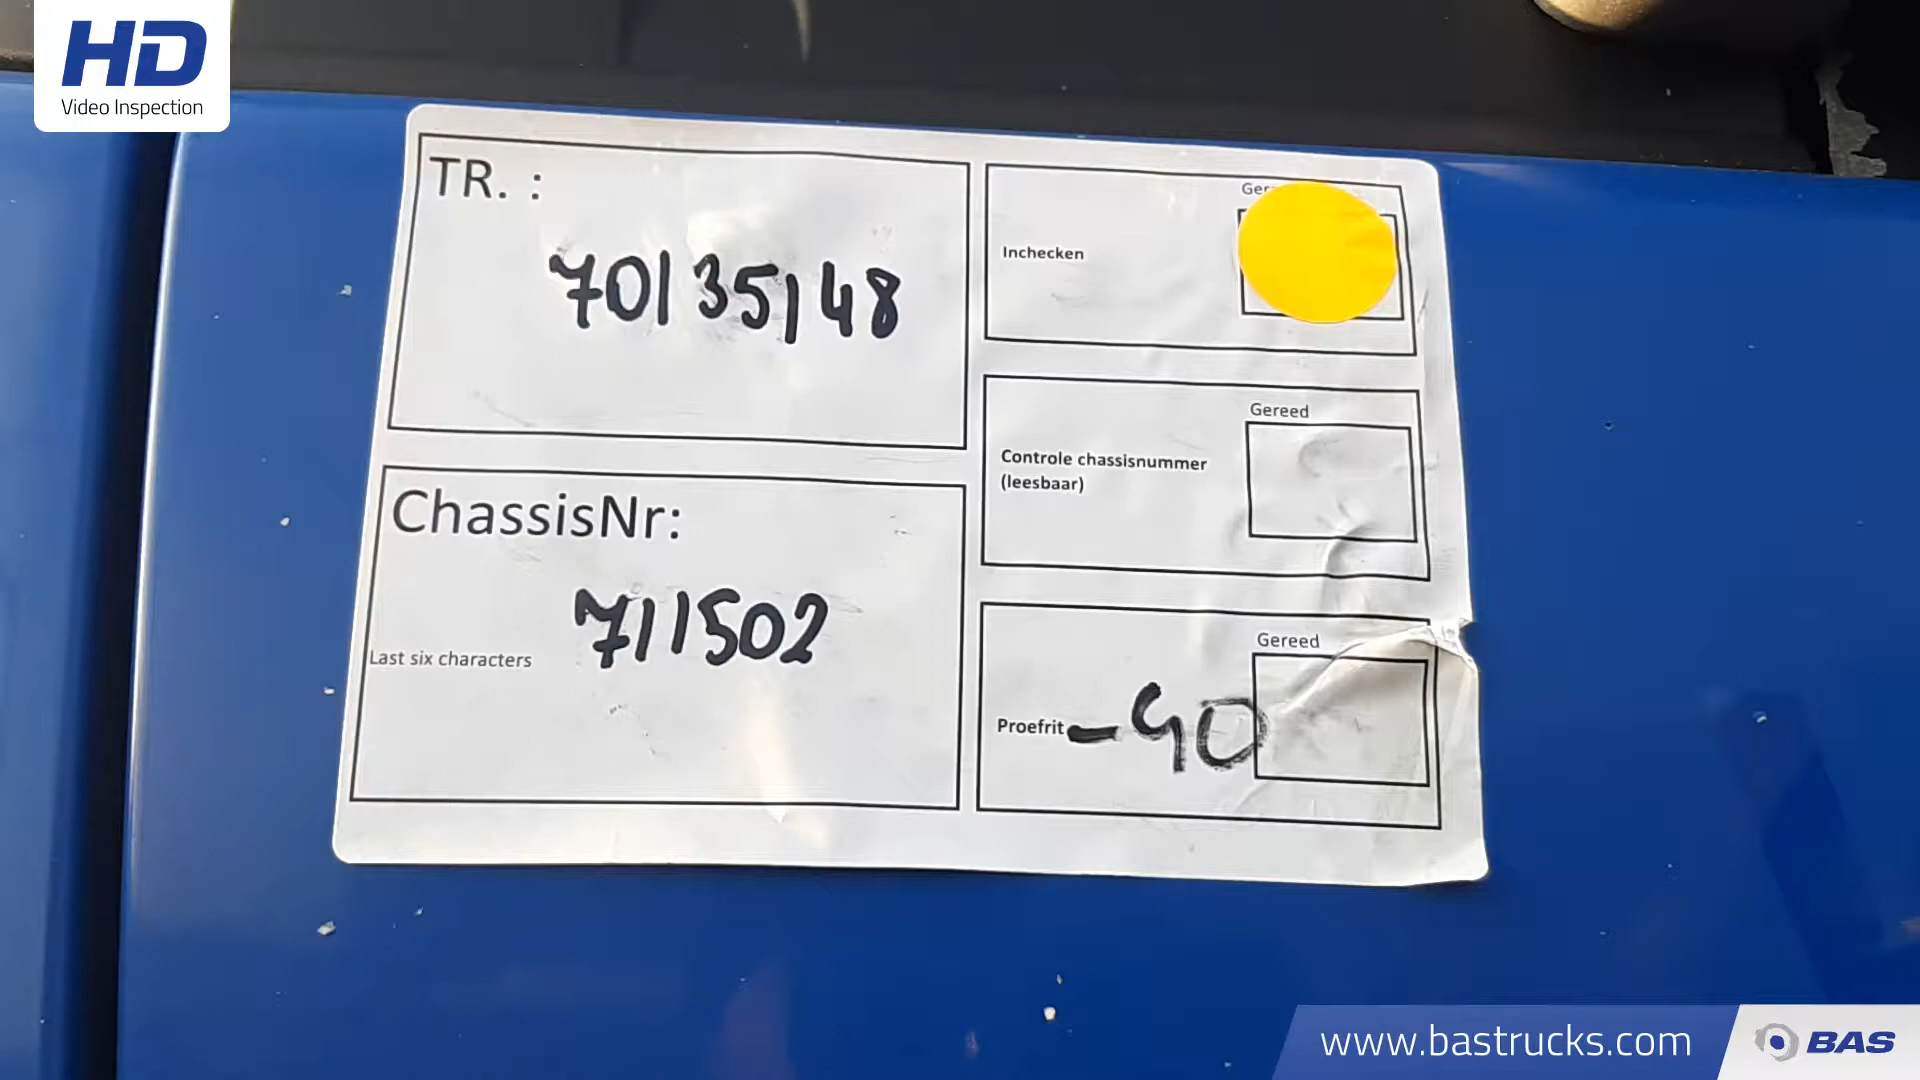 HD
Video Inspection
TR. :
70135148
ChassisNr:
Last six characters
711502
Inchecken
Gereed
Controle chassisnummer
(leesbaar)
Gereed
Proefrit
-90
www.bastrucks.com
BAS